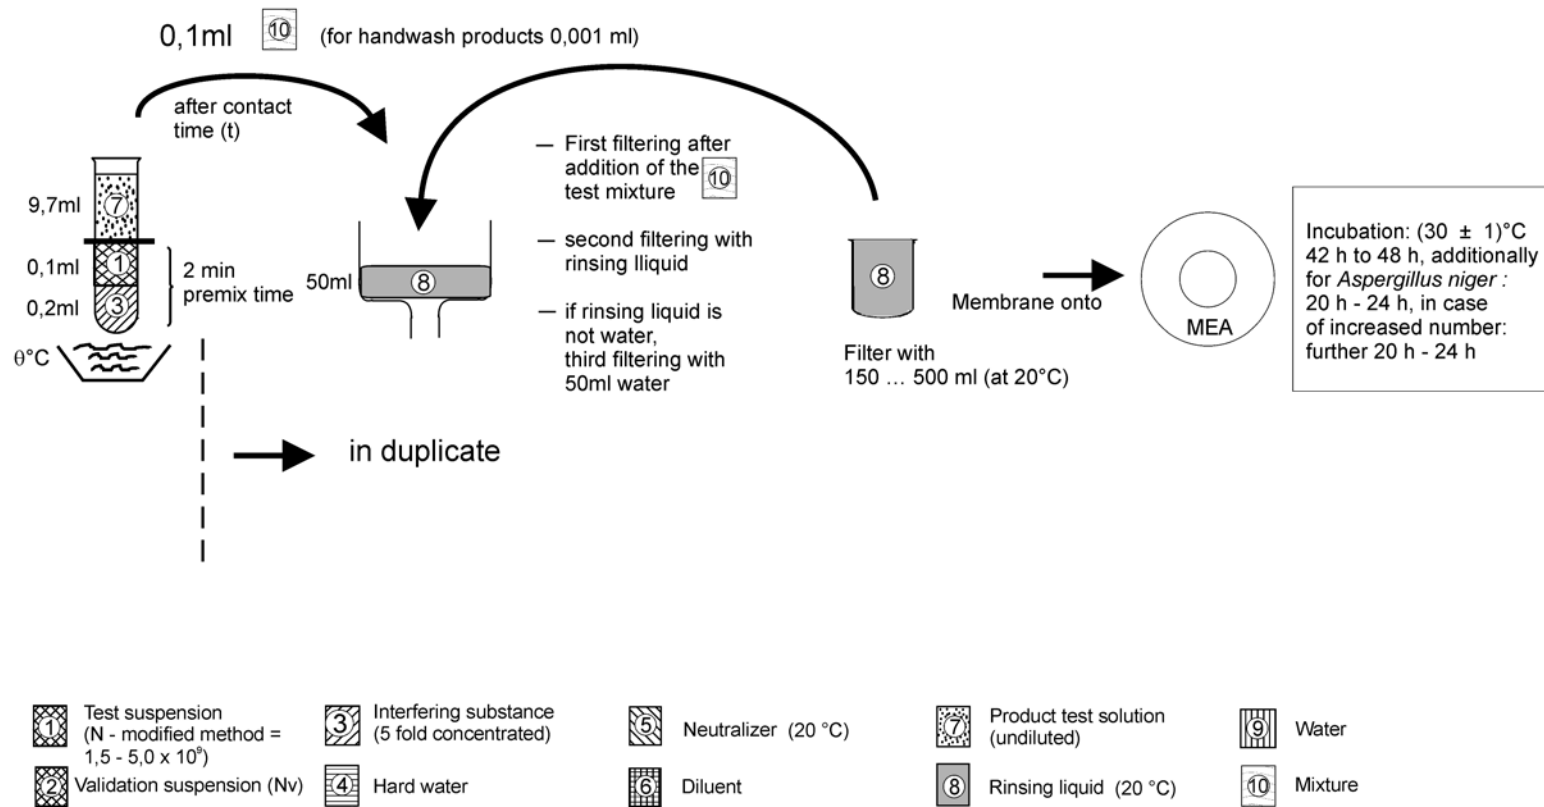 0,1ml 10 (for handwash products 0,001 ml)
after contact
time (t)
9,7ml 7
0,1ml 1
0,2ml 3
2 min
premix time
θ°C
50ml 8
— First filtering after
addition of the
test mixture 10
— second filtering with
rinsing lliquid
— if rinsing liquid is
not water,
third filtering with
50ml water
8
Filter with
150 ... 500 ml (at 20°C)
Membrane onto
MEA
Incubation: (30 ± 1)°C
42 h to 48 h, additionally
for Aspergillus niger :
20 h - 24 h, in case
of increased number:
further 20 h - 24 h
in duplicate
1 Test suspension
(N - modified method =
1,5 - 5,0 x 10⁹)
2 Validation suspension (Nv)
3 Interfering substance
(5 fold concentrated)
4 Hard water
5 Neutralizer (20 °C)
6 Diluent
7 Product test solution
(undiluted)
8 Rinsing liquid (20 °C)
9 Water
10 Mixture